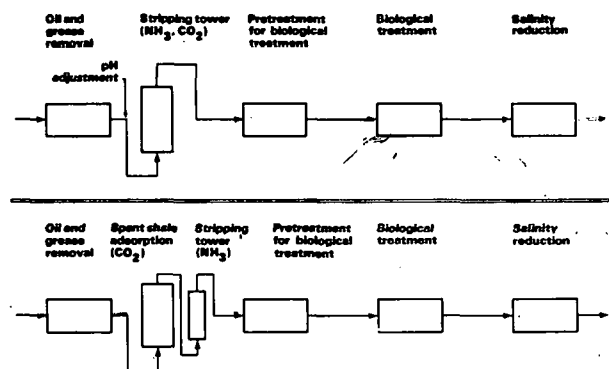 Oil and
grease
removal
Stripping tower
(NH3, CO2)
Pretreatment
for biological
treatment
Biological
treatment
Salinity
reduction
pH
adjustment
Oil and
grease
removal
Spent shale
adsorption
(CO2)
Stripping
tower
(NH3)
Pretreatment
for biological
treatment
Biological
treatment
Salinity
reduction